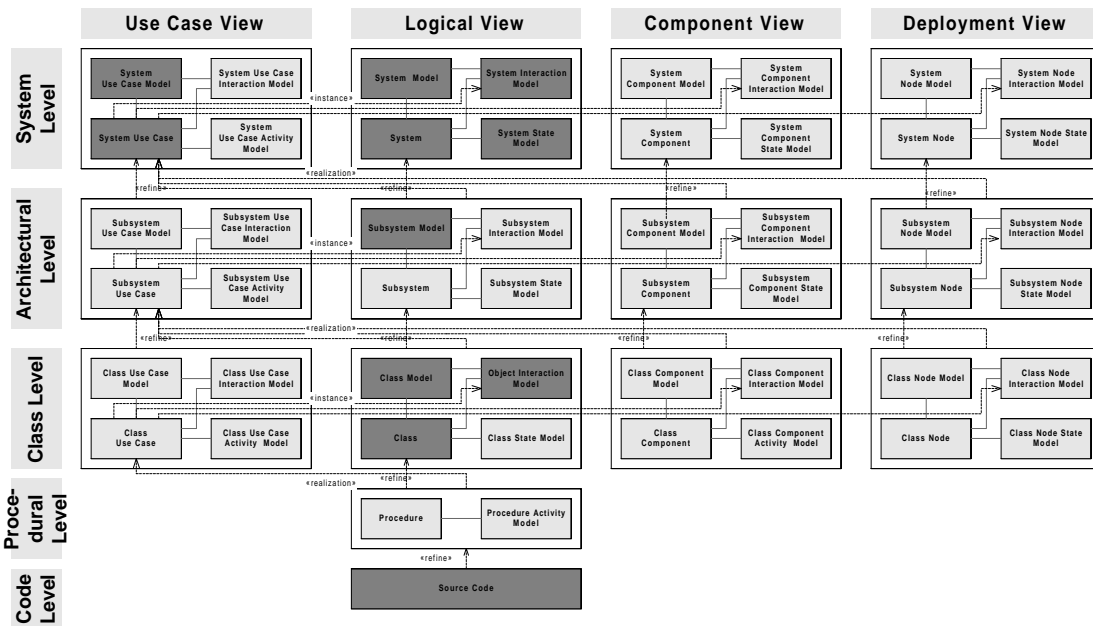 Use Case View
Logical View
Component View
Deployment View
System
Level
System
Use Case Model
System Use Case
Interaction Model
System Use Case
System
Use Case Activity
Model
«instance»
System Model
System Interaction
Model
System
System State
Model
System
Component Model
System
Component
Interaction Model
System
Component
System
Component
State Model
System
Node Model
System Node
Interaction Model
System Node
System Node State
Model
«realization»
«refine»
«refine»
Architectural
Level
Subsystem
Use Case Model
Subsystem Use
Case Interaction
Model
Subsystem
Use Case
Subsystem Use
Case Activity
Model
«instance»
Subsystem Model
Subsystem
Interaction Model
Subsystem
Subsystem State
Model
Subsystem
Component Model
Subsystem
Component
Interaction Model
Subsystem
Component
Subsystem
Component State
Model
Subsystem
Node Model
Subsystem Node
Interaction Model
Subsystem Node
Subsystem Node
State Model
«realization»
«refine»
«refine»
Class Level
Class Use Case
Model
Class Use Case
Interaction Model
Class
Use Case
Class Use Case
Activity Model
«instance»
Class Model
Object Interaction
Model
Class
Class State Model
Class Component
Model
Class Component
Interaction Model
Class
Component
Class Component
Activity Model
Class Node Model
Class Node
Interaction Model
Class Node
Class Node State
Model
«realization»
«refine»
Proce-
dural
Level
Procedure
Procedure Activity
Model
«refine»
Code
Level
Source Code